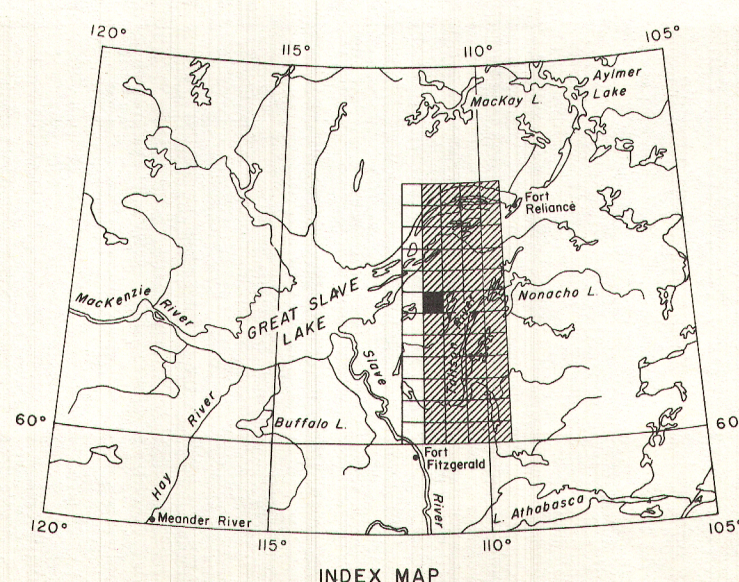 120°
115°
110°
105°
Aylmer
Lake
MacKay L.
Fort
Reliance
MacKenzie
River
GREAT SLAVE
LAKE
Nonacho L.
Slave
River
Buffalo L.
60°
60
Fort
Fitzgerald
Hay
River
Meander River
L. Athabasca
120°
115°
110°
105°
INDEX MAP